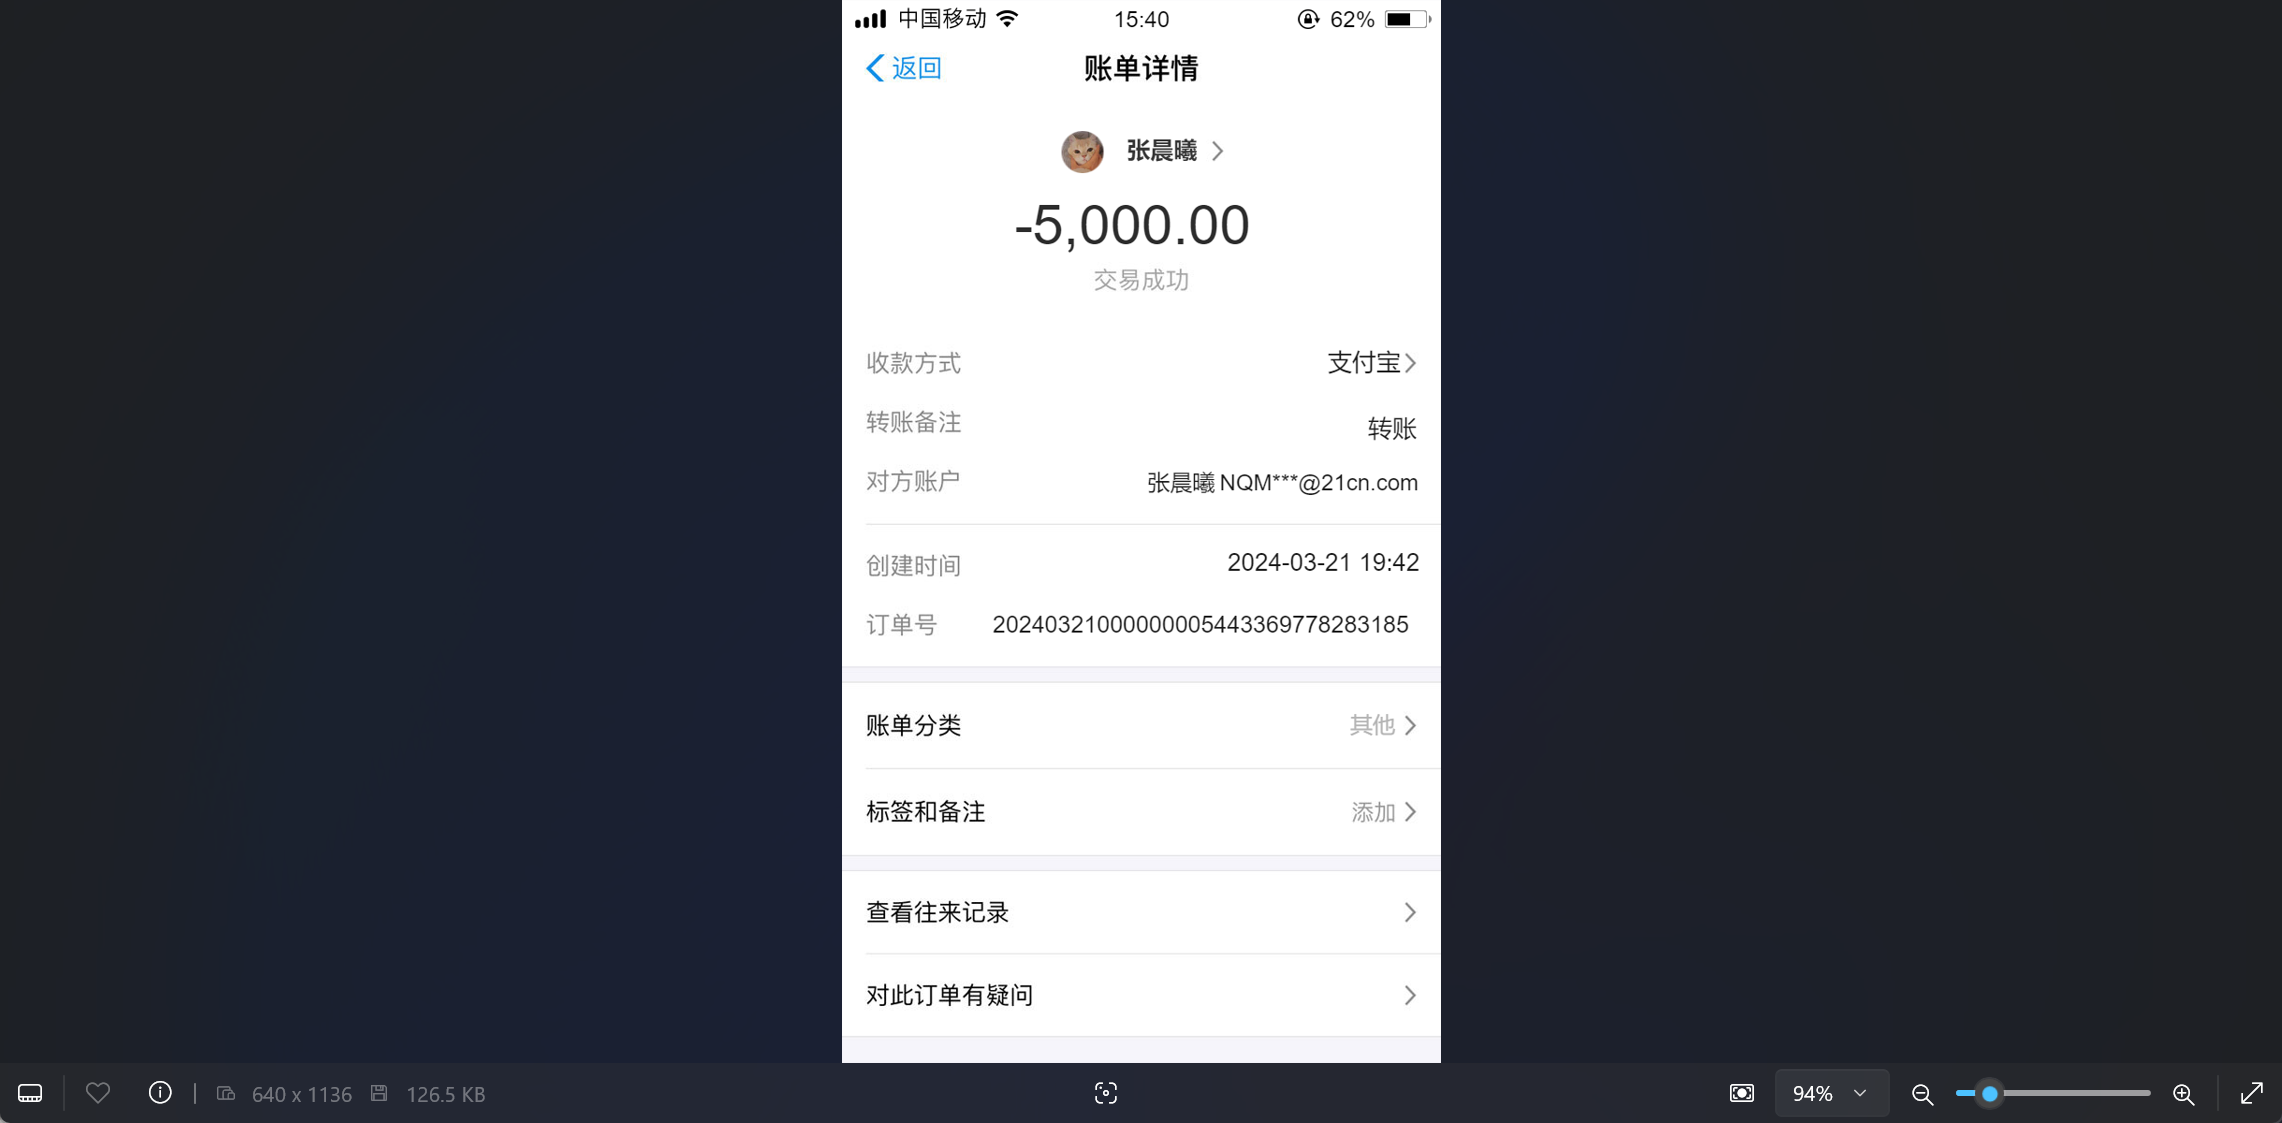 中国移动 15:40 62%
返回 账单详情
张晨曦
-5,000.00
交易成功
收款方式 支付宝
转账备注 转账
对方账户 张晨曦 NQM***@21cn.com
创建时间 2024-03-21 19:42
订单号 20240321000000005443369778283185
账单分类 其他
标签和备注 添加
查看往来记录
对此订单有疑问
640 x 1136 126.5 KB 94%